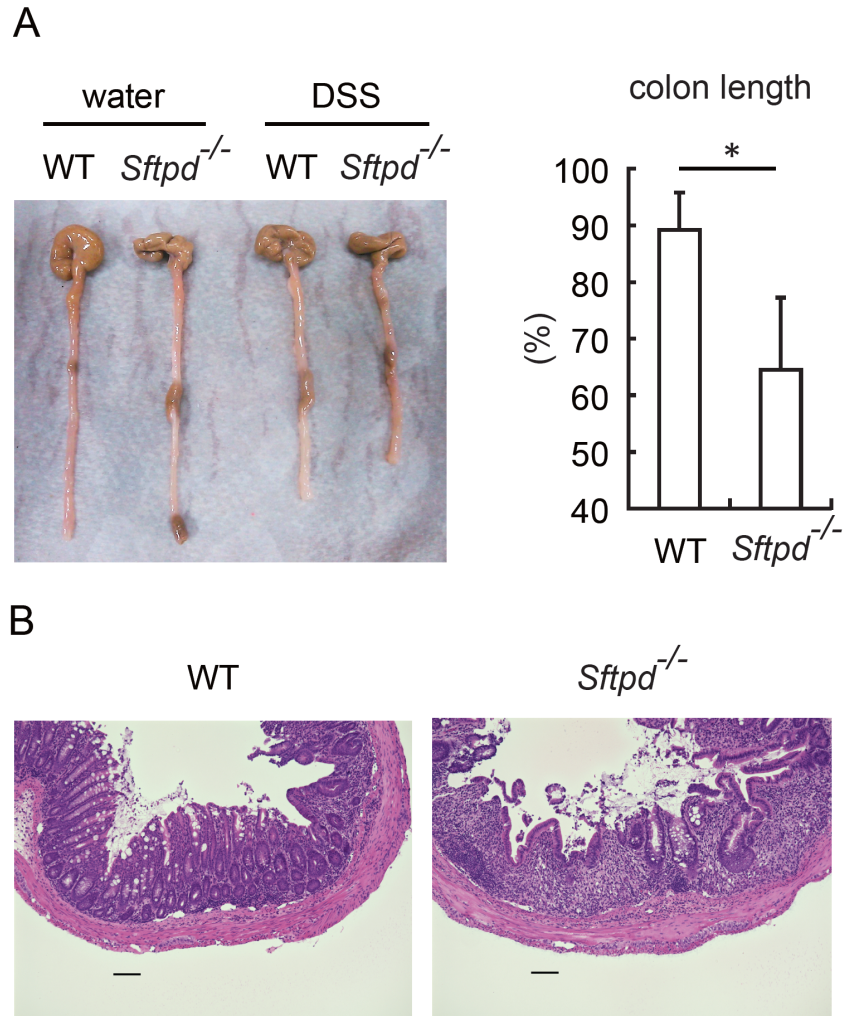 A
water DSS
WT Sftpd-/- WT Sftpd-/-
colon length
*
100
90
80
70
60
50
40
(%)
WT Sftpd-/-
B
WT Sftpd-/-